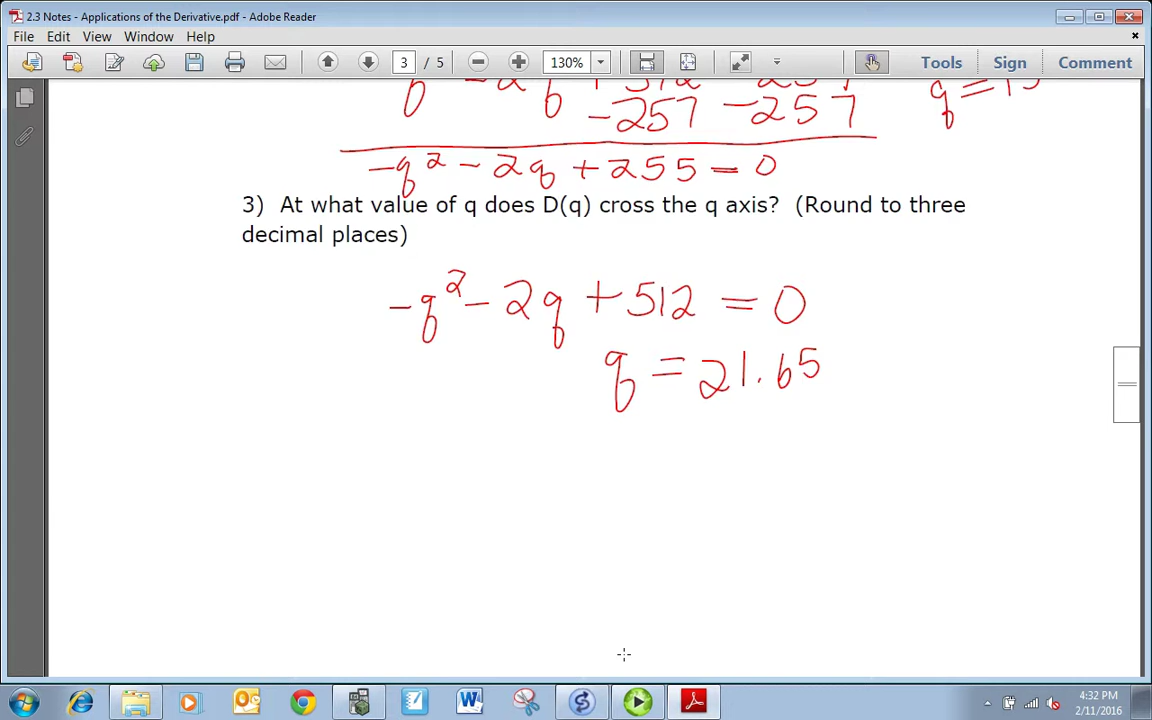 2.3 Notes - Applications of the Derivative.pdf - Adobe Reader
File Edit View Window Help
3 / 5 130% Tools Sign Comment
-257 -257
-q² - 2q + 255 = 0
3) At what value of q does D(q) cross the q axis? (Round to three
decimal places)
-q² - 2q + 512 = 0
q = 21.65
4:32 PM
2/11/2016